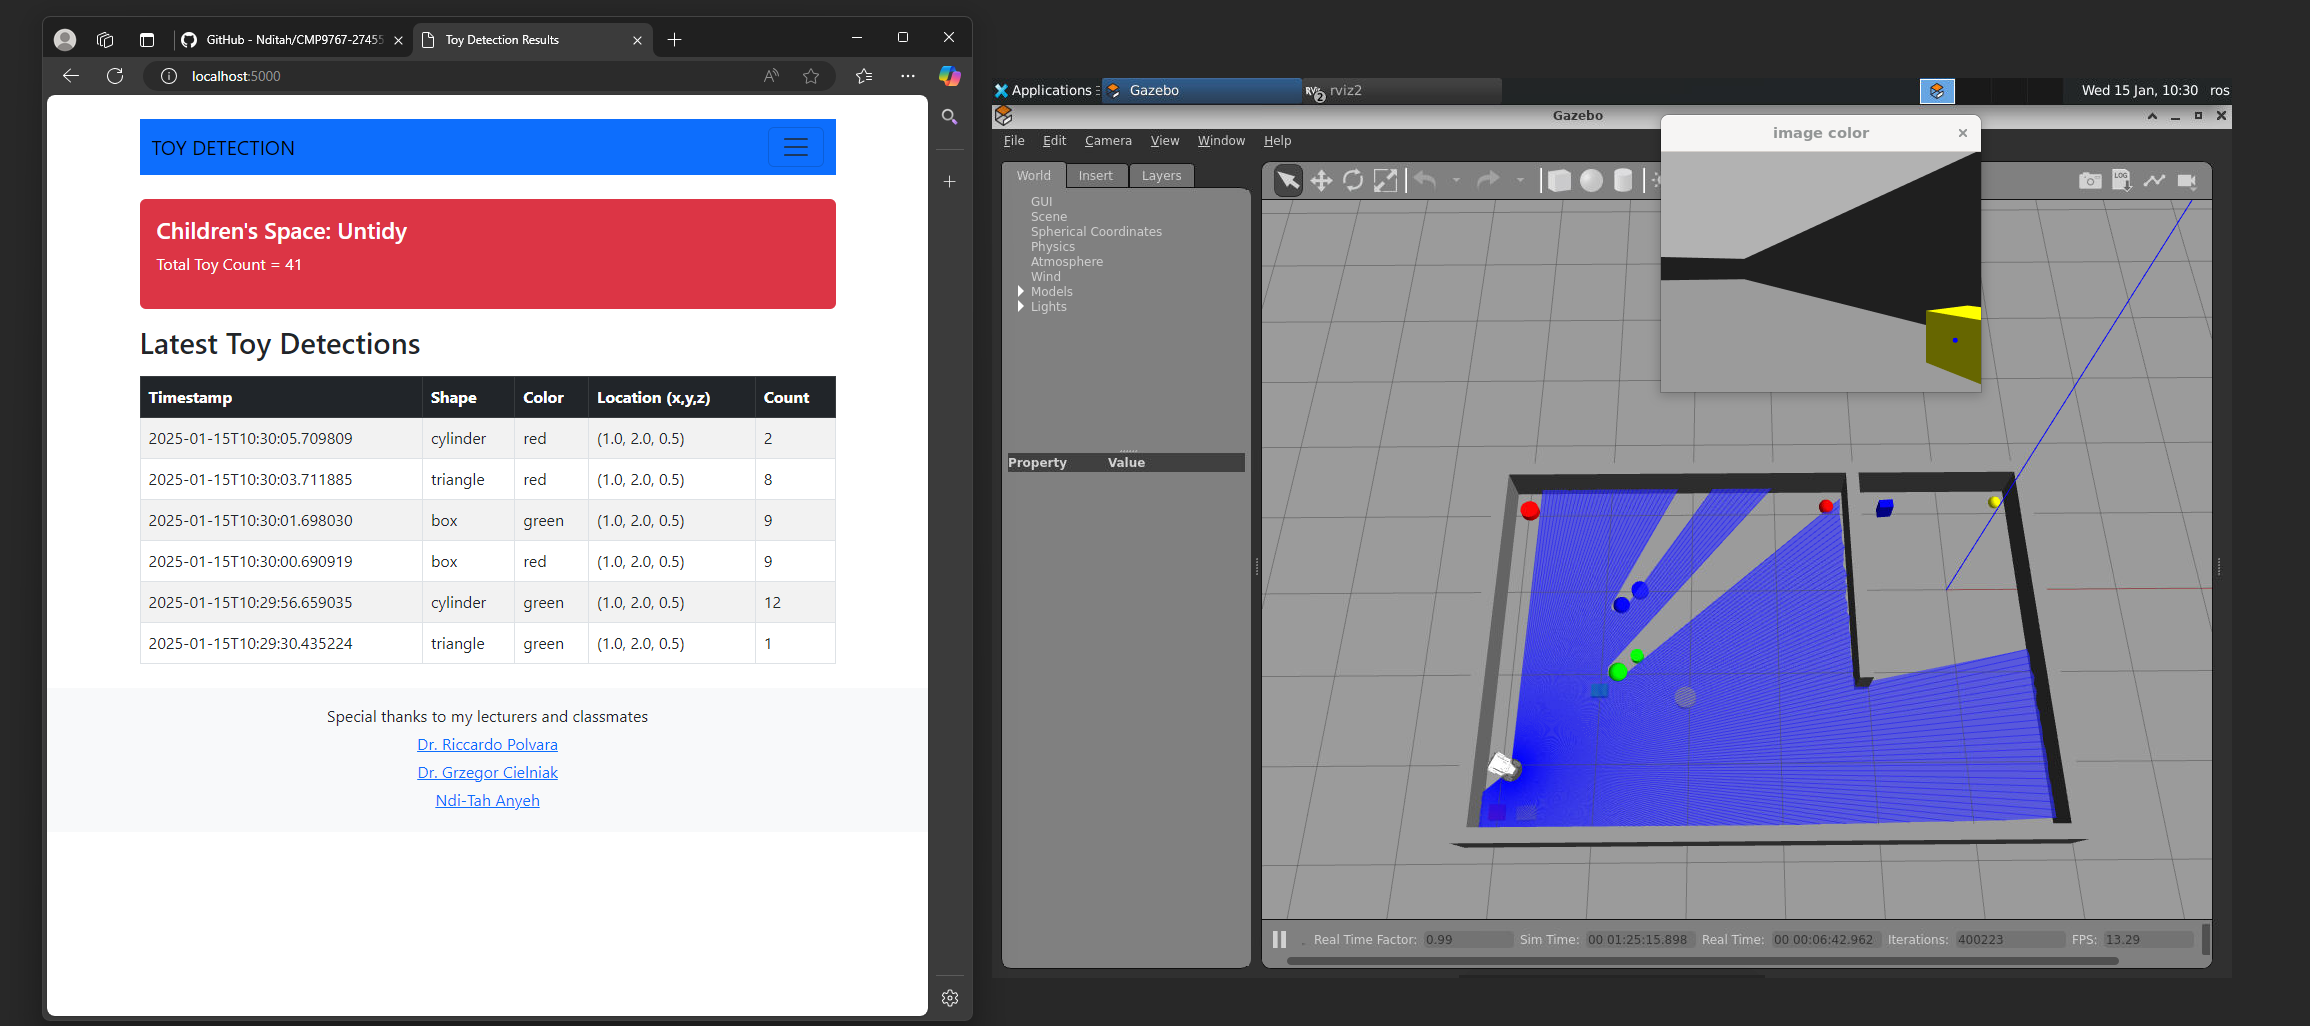 GitHub - Nditah/CMP9767-27455
Toy Detection Results
localhost:5000
TOY DETECTION
Children's Space: Untidy
Total Toy Count = 41
Latest Toy Detections
Timestamp Shape Color Location (x,y,z) Count
2025-01-15T10:30:05.709809 cylinder red (1.0, 2.0, 0.5) 2
2025-01-15T10:30:03.711885 triangle red (1.0, 2.0, 0.5) 8
2025-01-15T10:30:01.698030 box green (1.0, 2.0, 0.5) 9
2025-01-15T10:30:00.690919 box red (1.0, 2.0, 0.5) 9
2025-01-15T10:29:56.659035 cylinder green (1.0, 2.0, 0.5) 12
2025-01-15T10:29:30.435224 triangle green (1.0, 2.0, 0.5) 1
Special thanks to my lecturers and classmates
Dr. Riccardo Polvara
Dr. Grzegor Cielniak
Ndi-Tah Anyeh
Applications Gazebo rviz2 Wed 15 Jan, 10:30 ros
Gazebo
File Edit Camera View Window Help
image color
World Insert Layers
GUI
Scene
Spherical Coordinates
Physics
Atmosphere
Wind
Models
Lights
Property Value
LOG
Real Time Factor: 0.99 Sim Time: 00 01:25:15.898 Real Time: 00 00:06:42.962 Iterations: 400223 FPS: 13.29